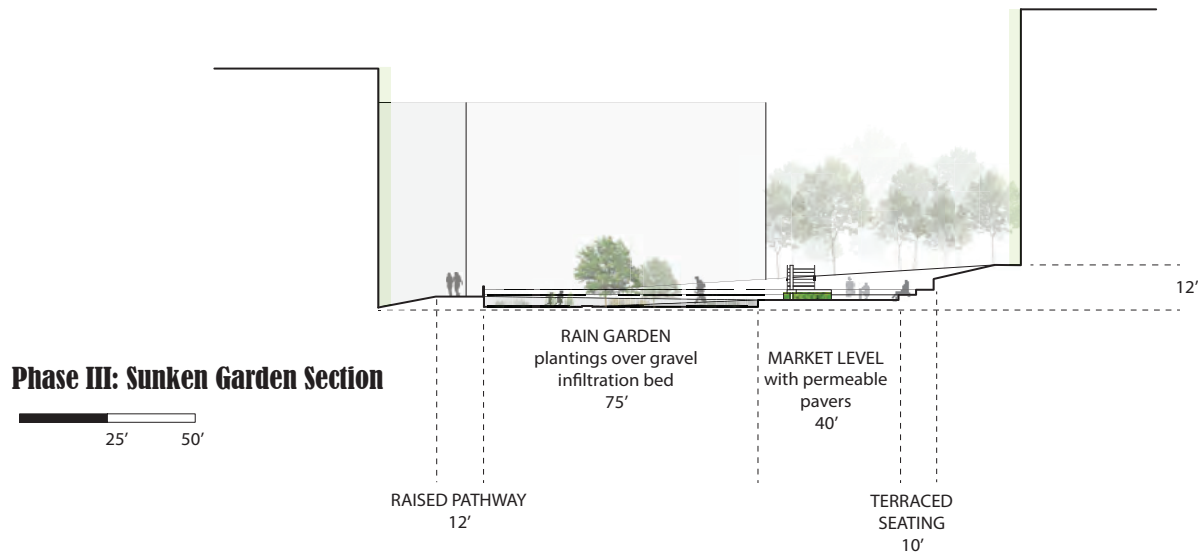 12’
RAIN GARDEN
plantings over gravel
infiltration bed
75’
MARKET LEVEL
with permeable
pavers
40’
Phase III: Sunken Garden Section
25’ 50’
RAISED PATHWAY
12’
TERRACED
SEATING
10’